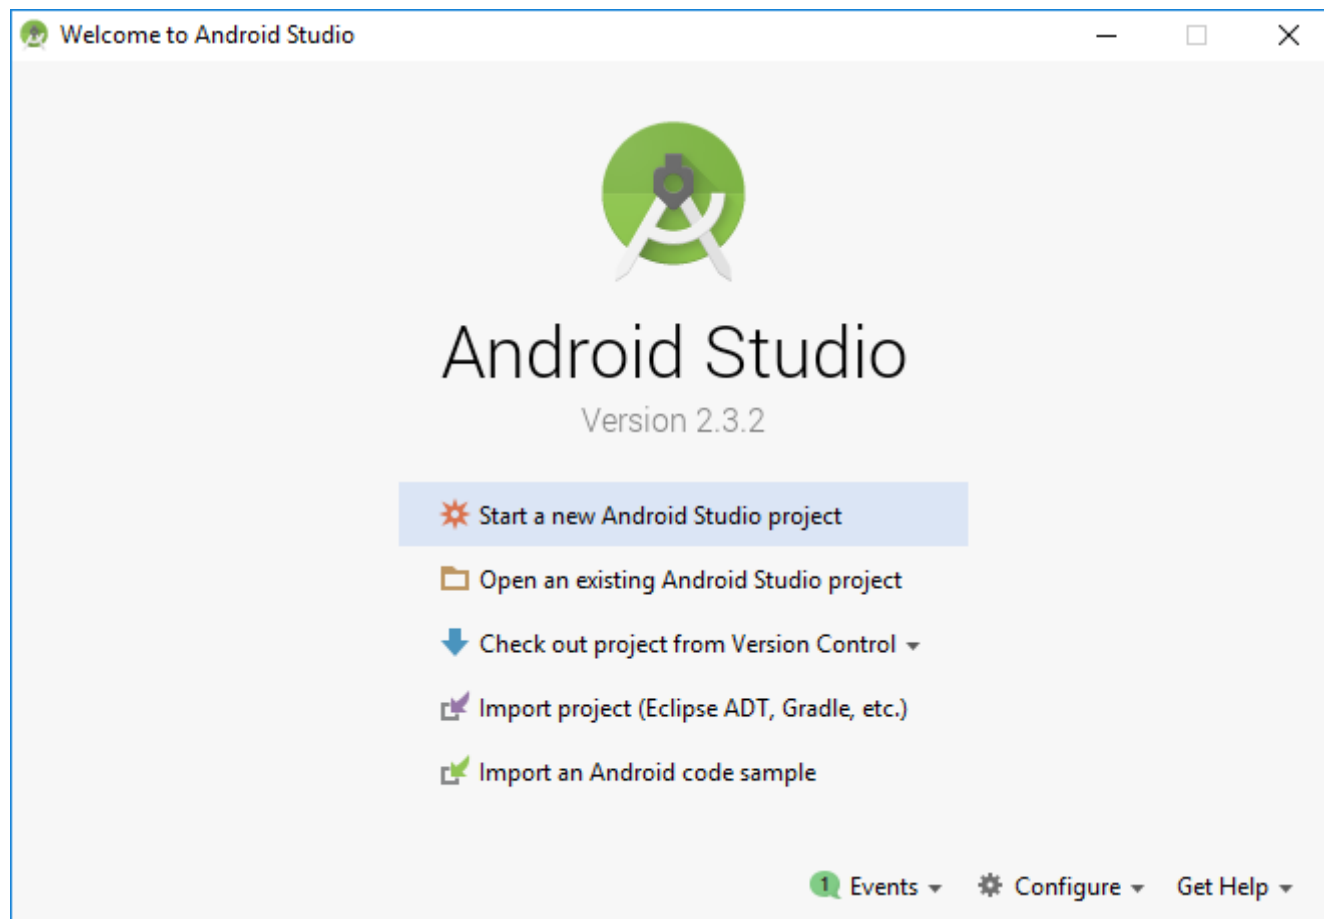 Welcome to Android Studio
Android Studio
Version 2.3.2
Start a new Android Studio project
Open an existing Android Studio project
Check out project from Version Control
Import project (Eclipse ADT, Gradle, etc.)
Import an Android code sample
1 Events Configure Get Help